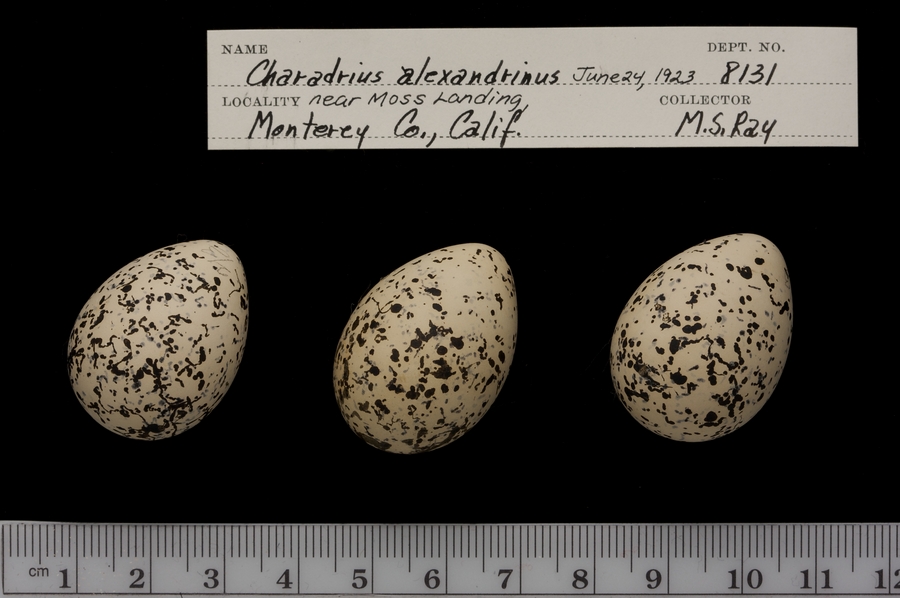 NAME DEPT. NO.
Charadrius alexandrinus June 24, 1923 8131
LOCALITY near Moss Landing, COLLECTOR
Monterey Co., Calif. M.S. Ray
cm 1 2 3 4 5 6 7 8 9 10 11 12